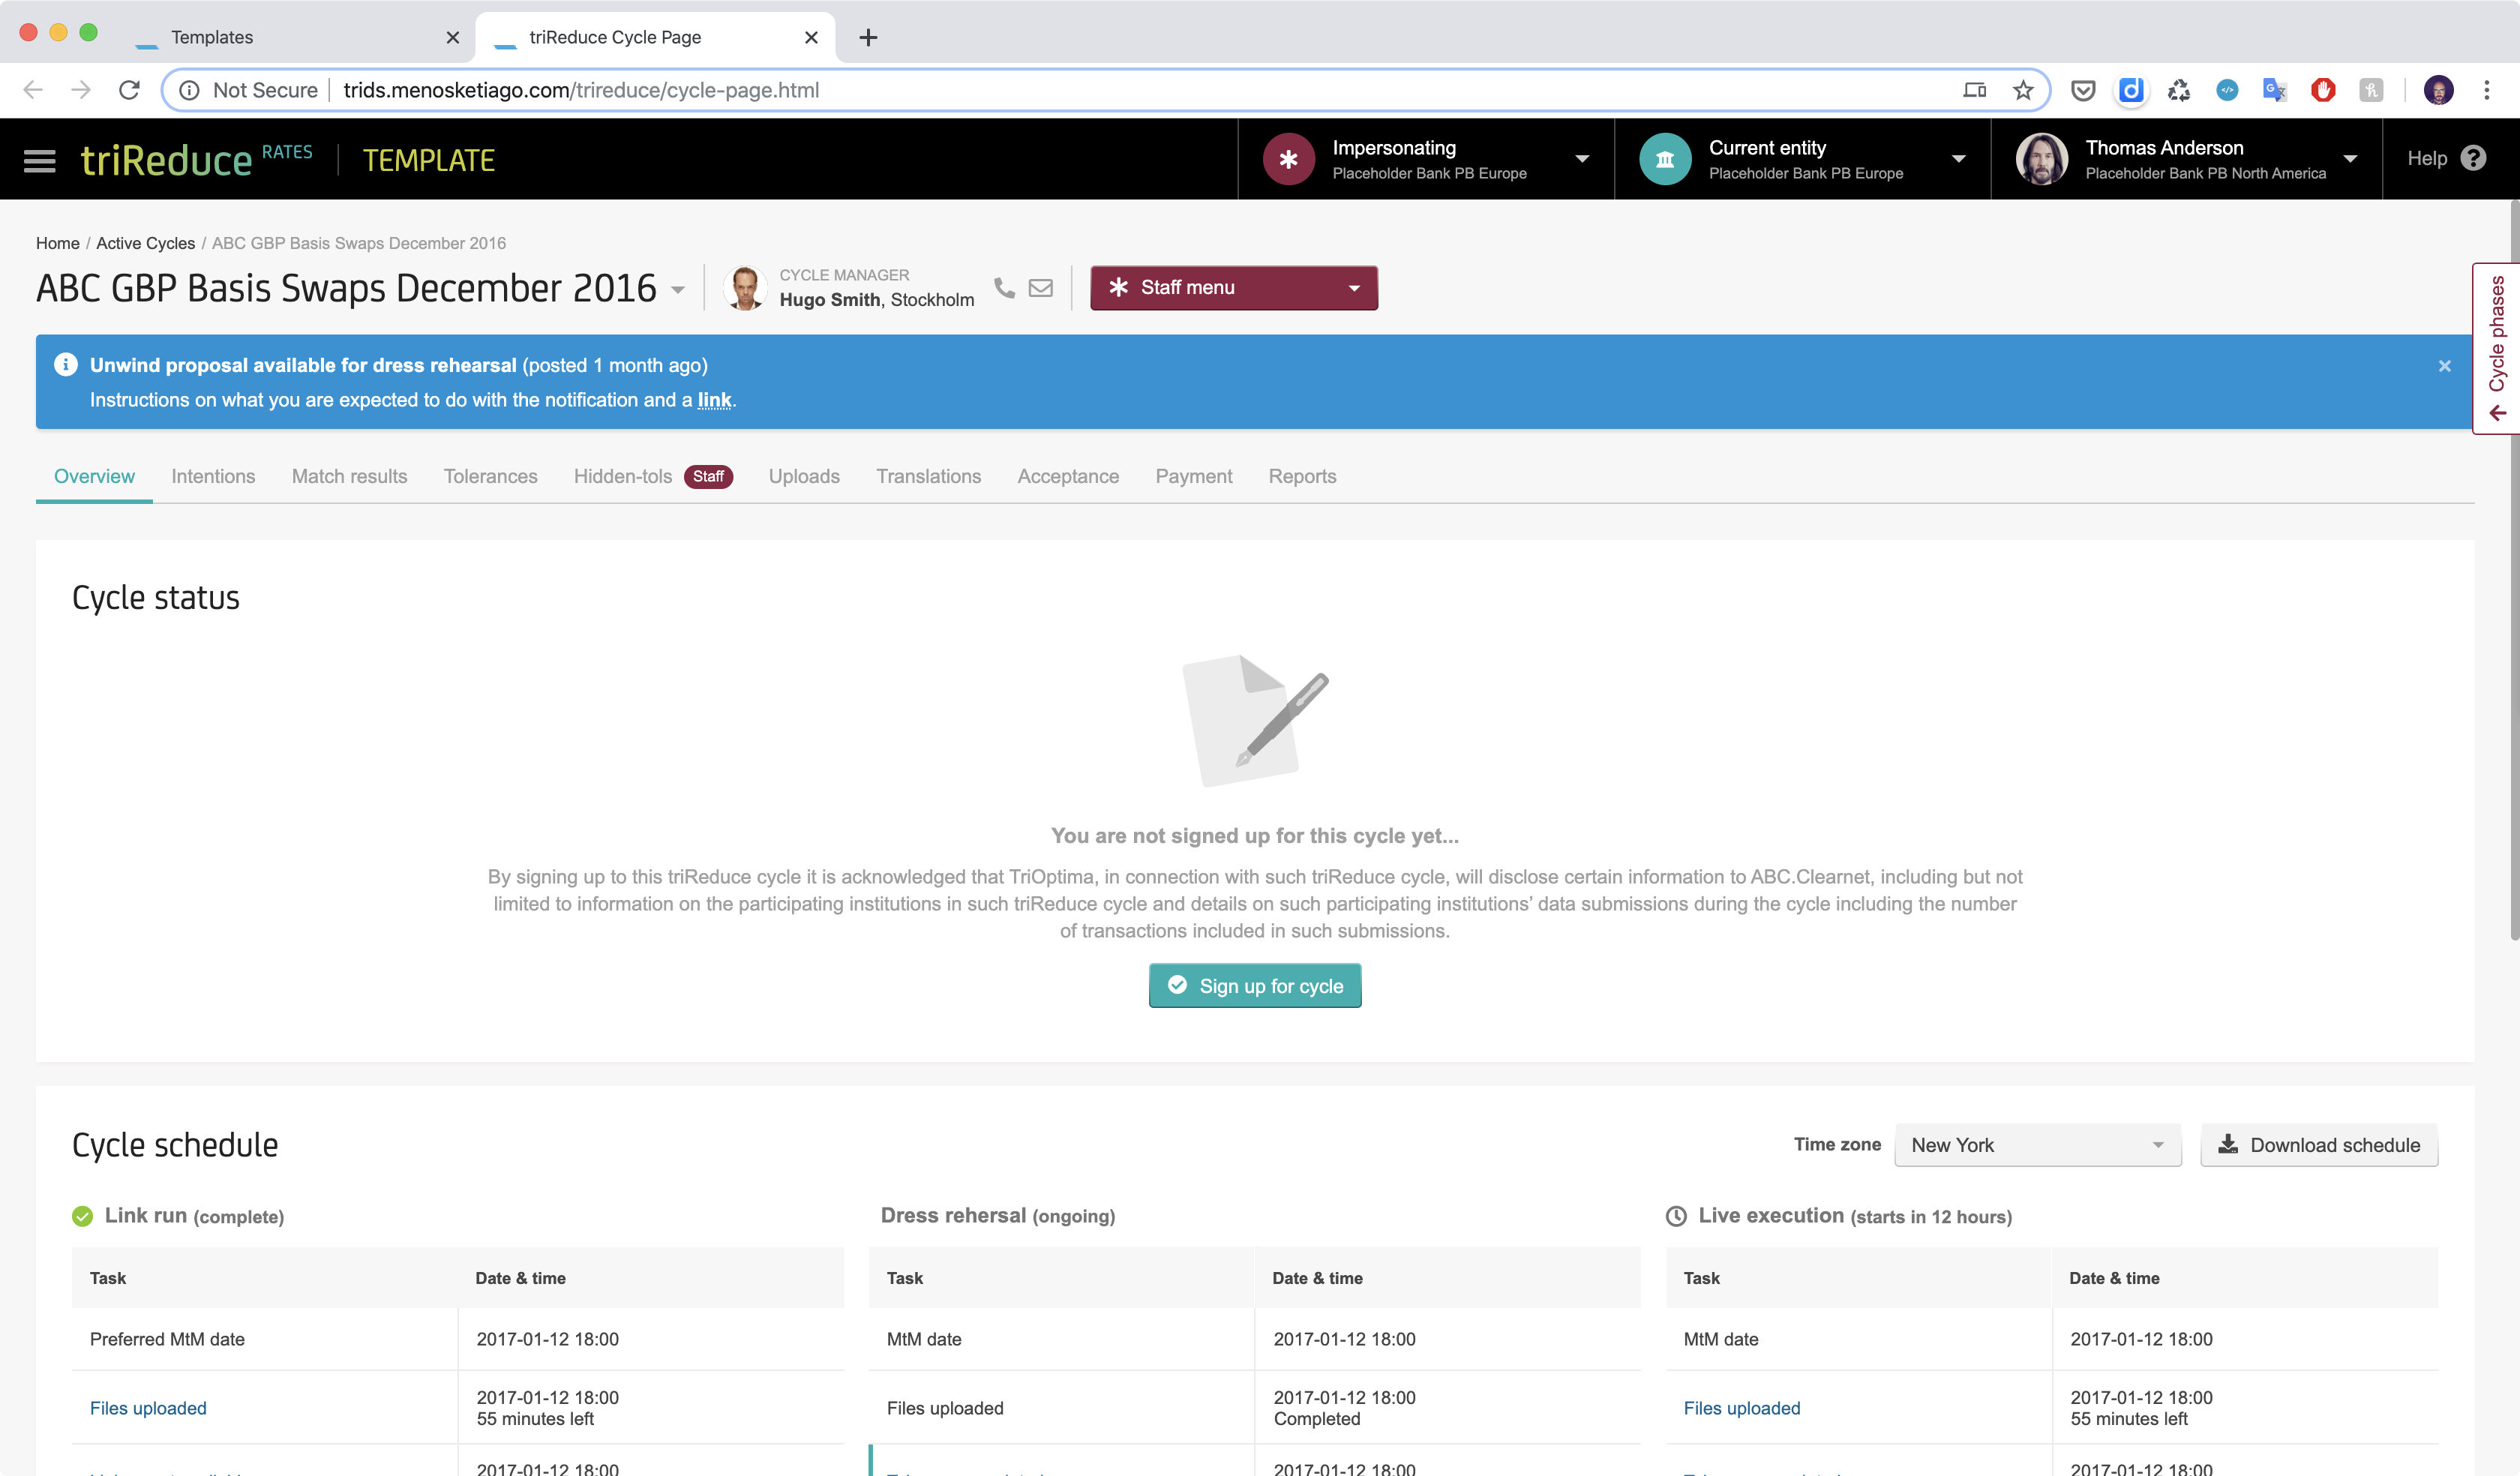 Templates
triReduce Cycle Page
Not Secure
trids.menosketiago.com/trireduce/cycle-page.html
triReduce RATES
TEMPLATE
Impersonating
Placeholder Bank PB Europe
Current entity
Placeholder Bank PB Europe
Thomas Anderson
Placeholder Bank PB North America
Help
Home / Active Cycles / ABC GBP Basis Swaps December 2016
ABC GBP Basis Swaps December 2016
CYCLE MANAGER
Hugo Smith, Stockholm
Staff menu
Cycle phases
Unwind proposal available for dress rehearsal (posted 1 month ago)
Instructions on what you are expected to do with the notification and a link.
Overview
Intentions
Match results
Tolerances
Hidden-tols
Staff
Uploads
Translations
Acceptance
Payment
Reports
Cycle status
You are not signed up for this cycle yet...
By signing up to this triReduce cycle it is acknowledged that TriOptima, in connection with such triReduce cycle, will disclose certain information to ABC.Clearnet, including but not
limited to information on the participating institutions in such triReduce cycle and details on such participating institutions’ data submissions during the cycle including the number
of transactions included in such submissions.
Sign up for cycle
Cycle schedule
Time zone
New York
Download schedule
Link run (complete)
Dress rehersal (ongoing)
Live execution (starts in 12 hours)
Task
Date & time
Task
Date & time
Task
Date & time
Preferred MtM date
2017-01-12 18:00
MtM date
2017-01-12 18:00
MtM date
2017-01-12 18:00
Files uploaded
2017-01-12 18:00
55 minutes left
Files uploaded
2017-01-12 18:00
Completed
Files uploaded
2017-01-12 18:00
55 minutes left
2017-01-12 18:00
2017-01-12 18:00
2017-01-12 18:00